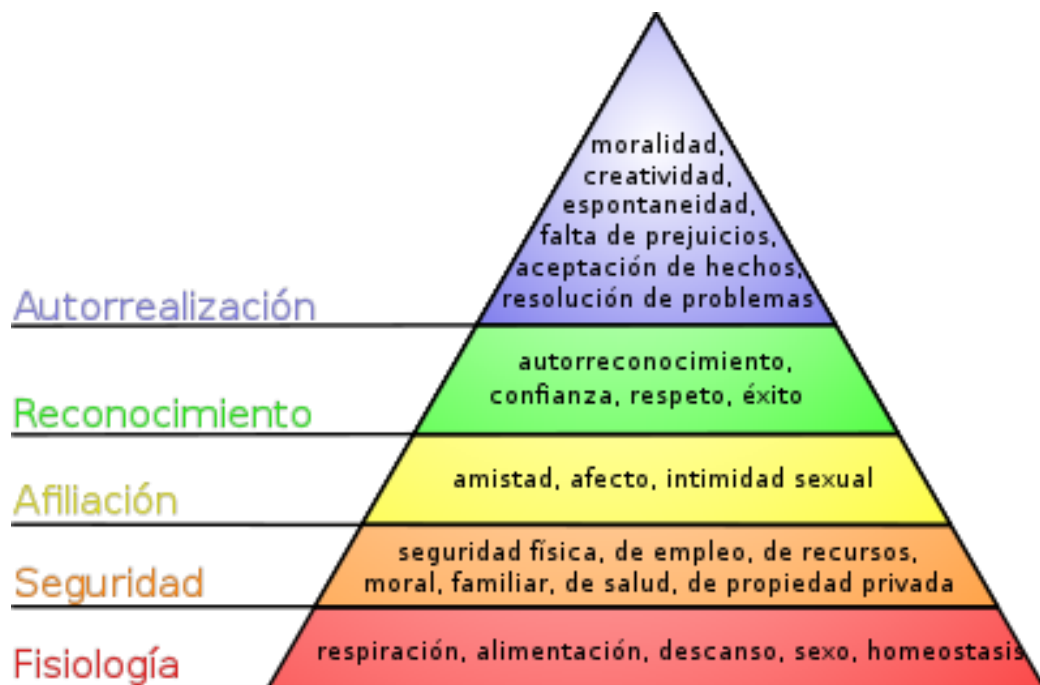 moralidad,
creatividad,
espontaneidad,
falta de prejuicios,
aceptación de hechos,
resolución de problemas
Autorrealización
autorreconocimiento,
confianza, respeto, éxito
Reconocimiento
amistad, afecto, intimidad sexual
Afiliación
seguridad física, de empleo, de recursos,
moral, familiar, de salud, de propiedad privada
Seguridad
respiración, alimentación, descanso, sexo, homeostasis
Fisiología